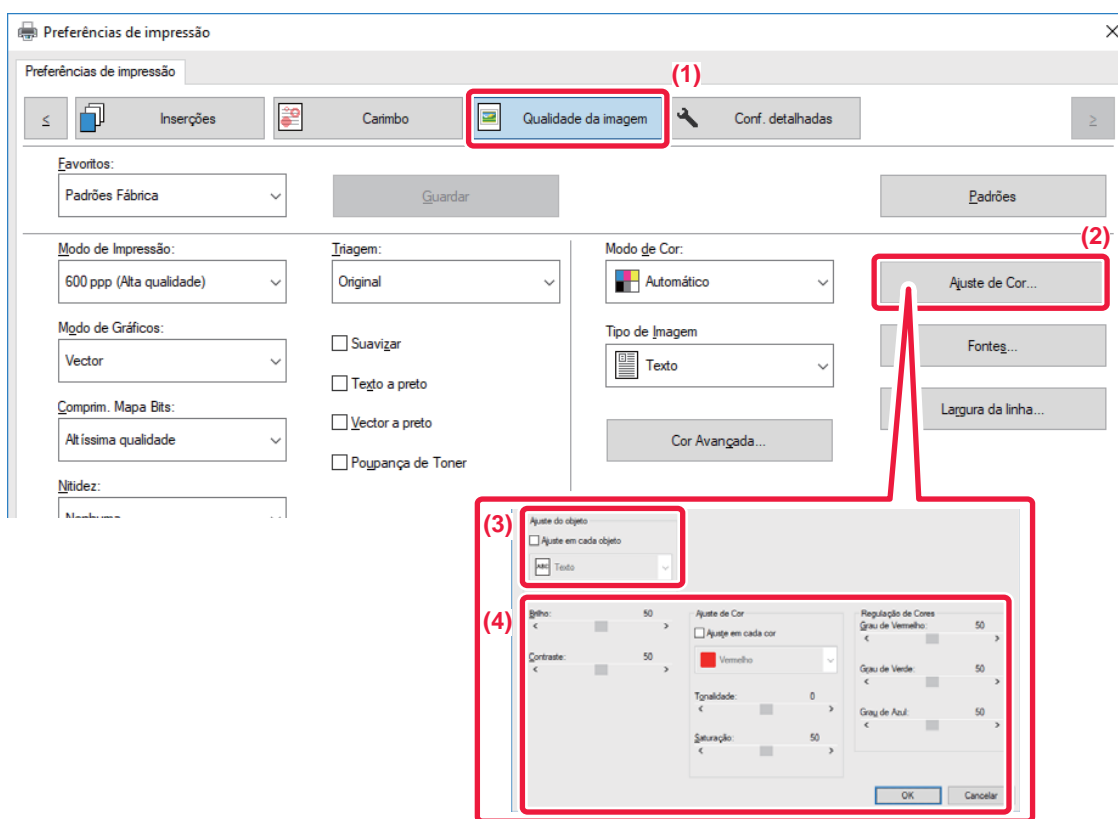 Preferências de impressão
Preferências de impressão
(1)
≤
Inserções
Carimbo
Qualidade da imagem
Conf. detalhadas
≥
Favoritos:
Padrões Fábrica
Guardar
Padrões
(2)
Modo de Impressão:
Triagem:
Modo de Cor:
600 ppp (Alta qualidade)
Original
Automático
Ajuste de Cor...
Modo de Gráficos:
Suavizar
Tipo de Imagem
Fontes...
Vector
Texto
Texto a preto
Comprim. Mapa Bits:
Vector a preto
Largura da linha...
Altíssima qualidade
Cor Avançada...
Poupança de Toner
Nitidez:
(3)
Ajuste do objeto
Ajuste em cada objeto
ABC
Texto
(4)
Brilho: 50
Ajuste de Cor
Regulação de Cores
Ajuste em cada cor
Grau de Vermelho: 50
Contraste: 50
Vermelho
Grau de Verde: 50
Tonalidade: 0
Grau de Azul: 50
Saturação: 50
OK
Cancelar